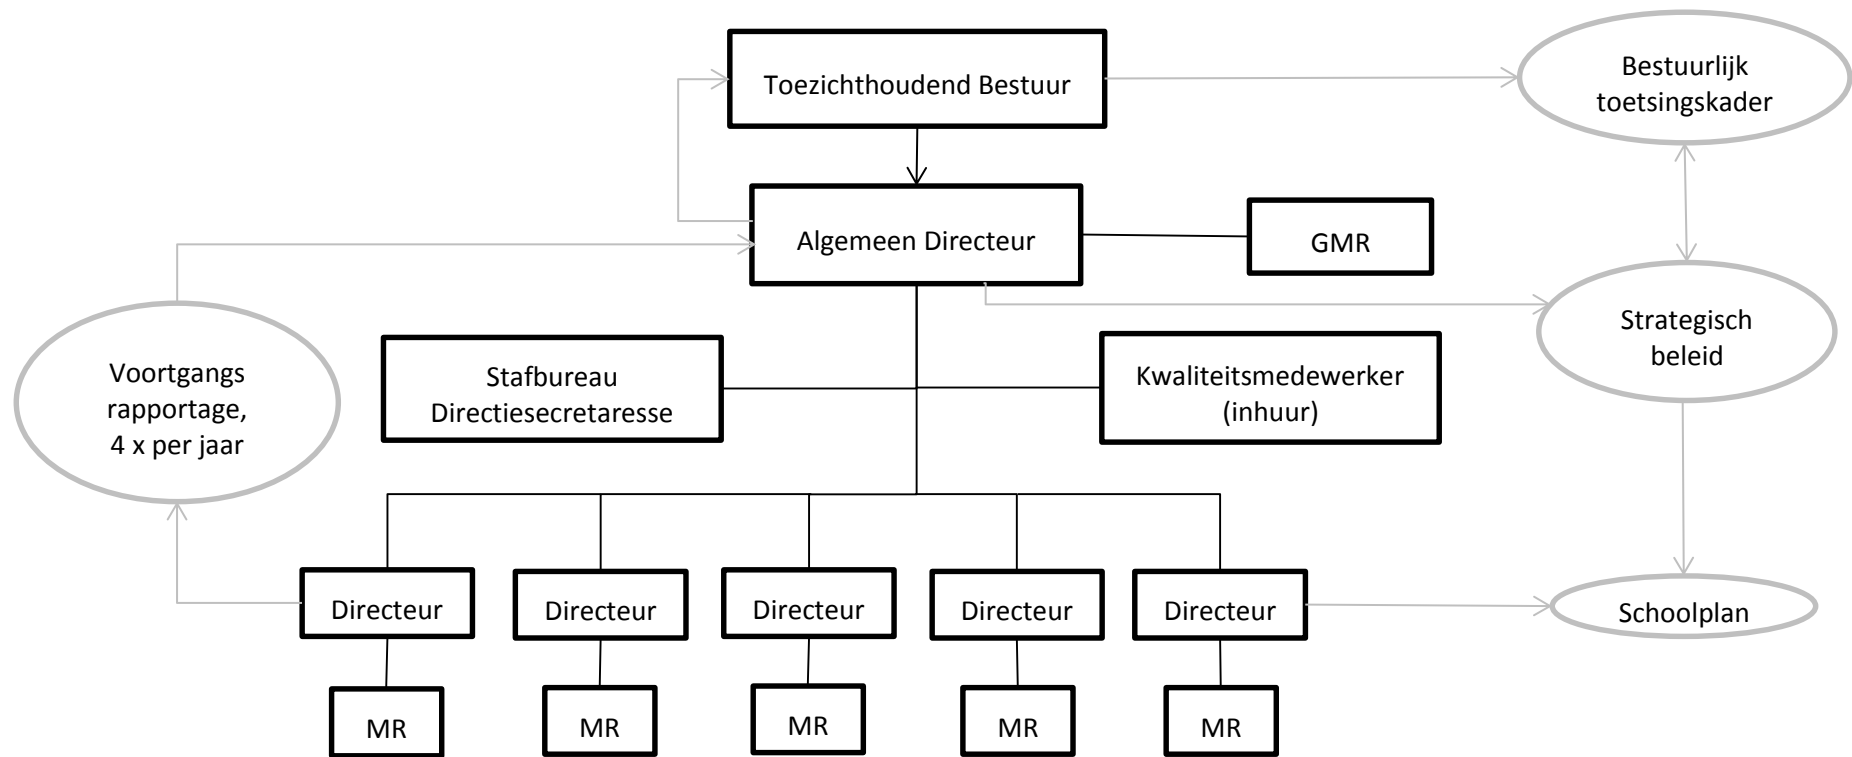 Toezichthoudend Bestuur
Bestuurlijk
toetsingskader
Algemeen Directeur
GMR
Strategisch
beleid
Voortgangs
rapportage,
4 x per jaar
Stafbureau
Directiesecretaresse
Kwaliteitsmedewerker
(inhuur)
Directeur
Directeur
Directeur
Directeur
Directeur
Schoolplan
MR
MR
MR
MR
MR